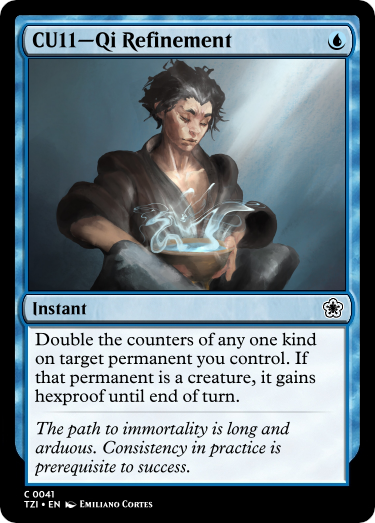 CU11—Qi Refinement
Instant
Double the counters of any one kind
on target permanent you control. If
that permanent is a creature, it gains
hexproof until end of turn.
The path to immortality is long and
arduous. Consistency in practice is
prerequisite to success.
C 0041
TZI • EN Emiliano Cortes